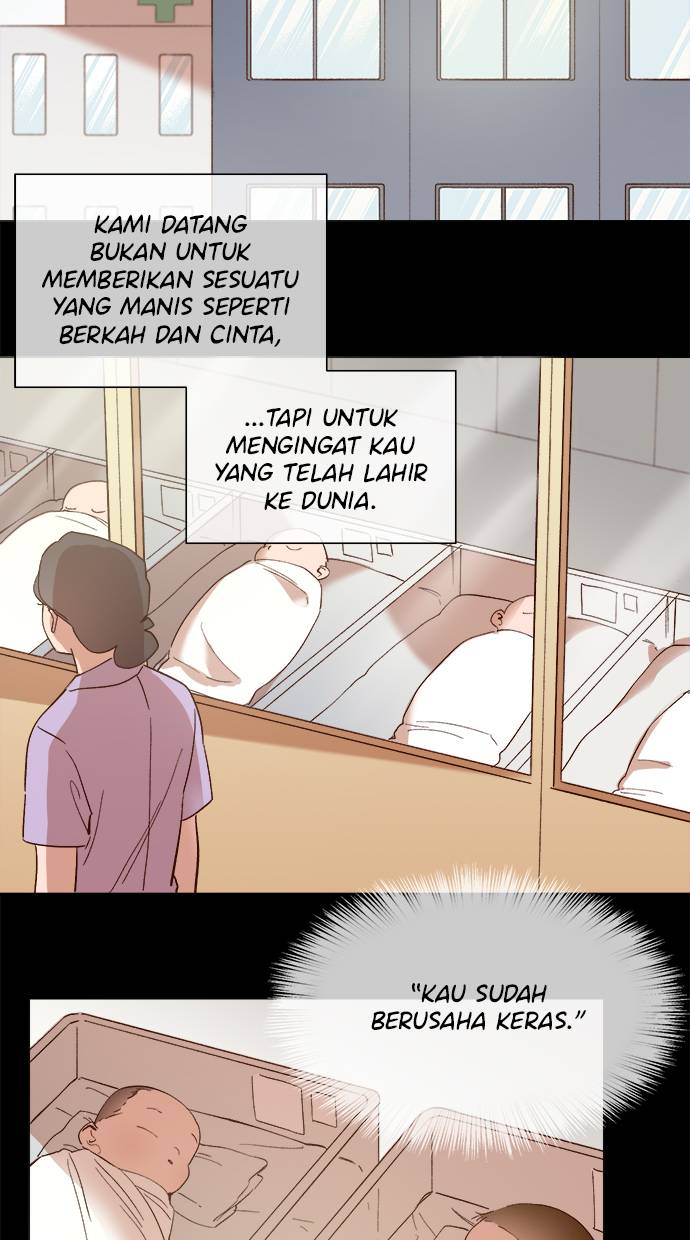 KAMI DATANG
BUKAN UNTUK
MEMBERIKAN SESUATU
YANG MANIS SEPERTI
BERKAH DAN CINTA,
...TAPI UNTUK
MENGINGAT KAU
YANG TELAH LAHIR
KE DUNIA.
“KAU SUDAH
BERUSAHA KERAS.”